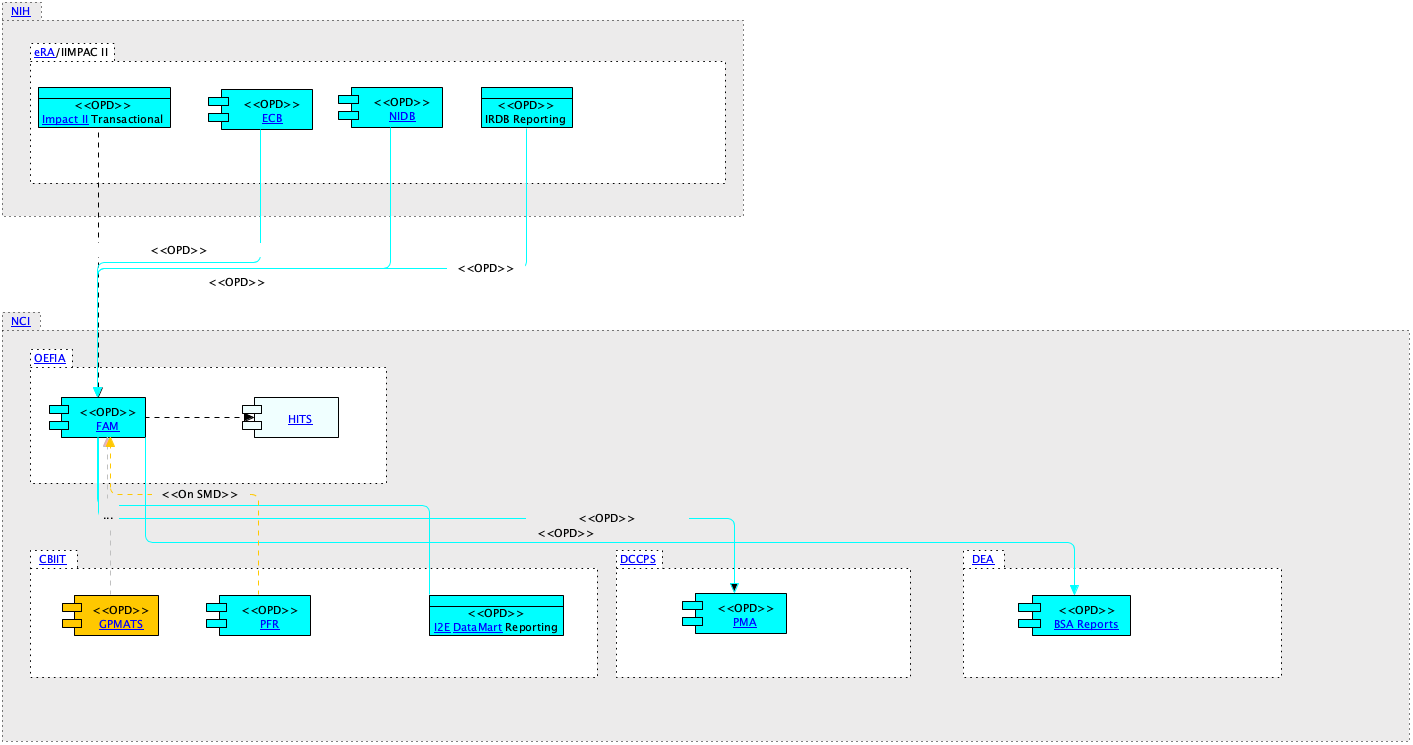 NIH
eRA/IIMPAC II
<<OPD>>
Impact II Transactional
<<OPD>>
ECB
<<OPD>>
NIDB
<<OPD>>
IRDB Reporting
<<OPD>>
<<OPD>>
<<OPD>>
NCI
OEFIA
<<OPD>>
FAM
HITS
<<On SMD>>
...
<<OPD>>
<<OPD>>
CBIIT
DCCPS
DEA
<<OPD>>
GPMATS
<<OPD>>
PFR
<<OPD>>
I2E DataMart Reporting
<<OPD>>
PMA
<<OPD>>
BSA Reports